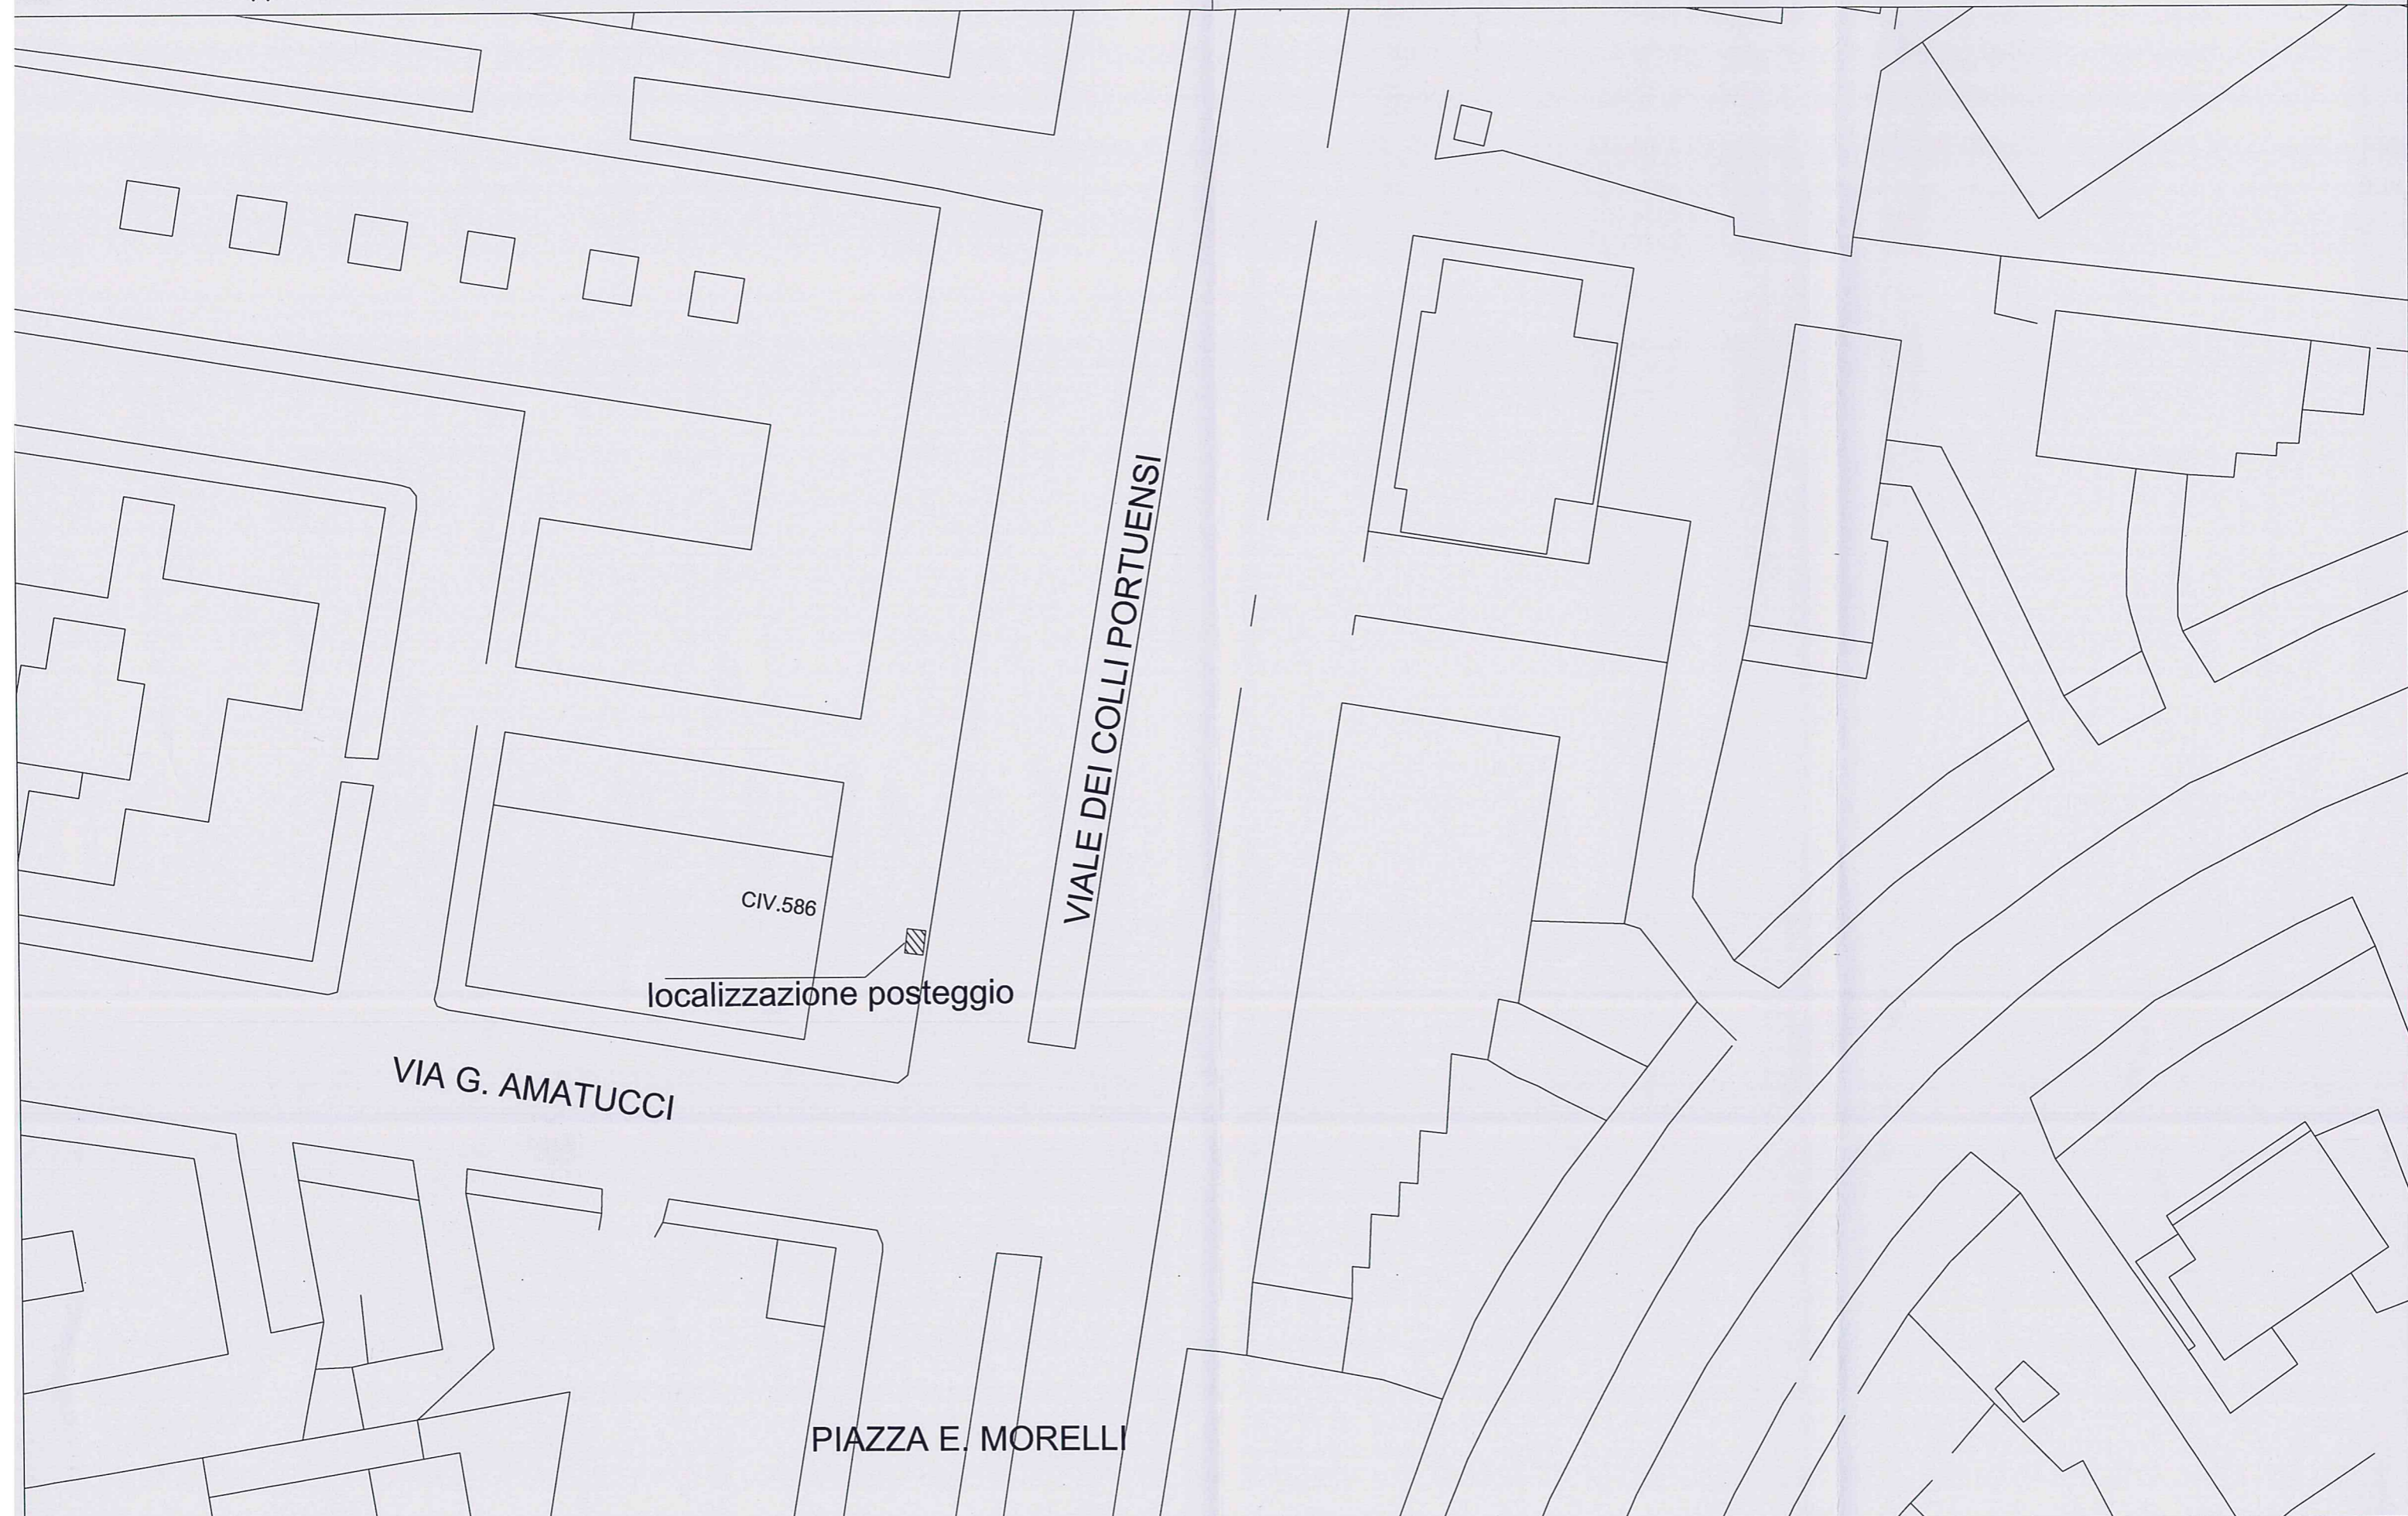 VIALE DEI COLLI PORTUENSI
CIV.586
localizzazione posteggio
VIA G. AMATUCCI
PIAZZA E. MORELLI